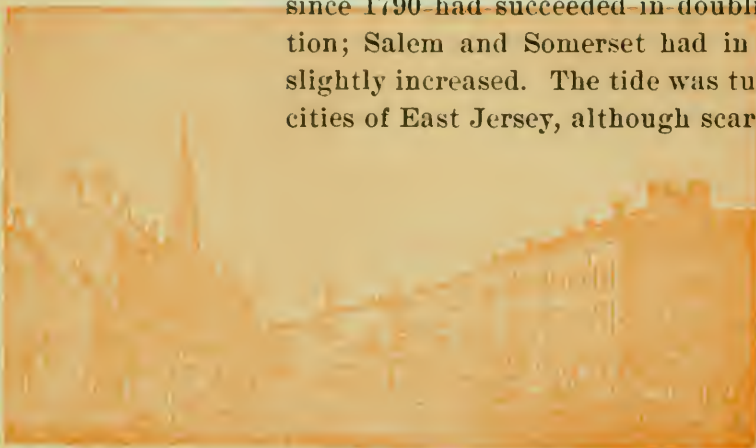 since 1790 had succeeded in doubli
tion; Salem and Somerset had in
slightly increased. The tide was tu
cities of East Jersey, although scar